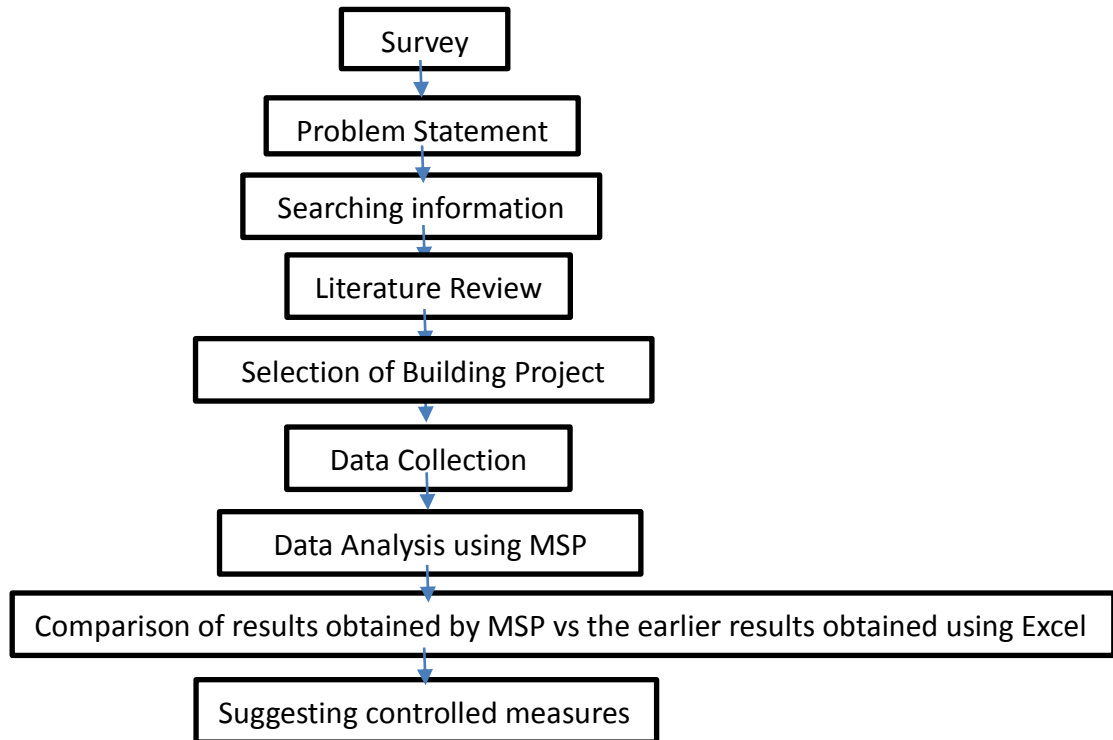 Survey
Problem Statement
Searching information
Literature Review
Selection of Building Project
Data Collection
Data Analysis using MSP
Comparison of results obtained by MSP vs the earlier results obtained using Excel
Suggesting controlled measures